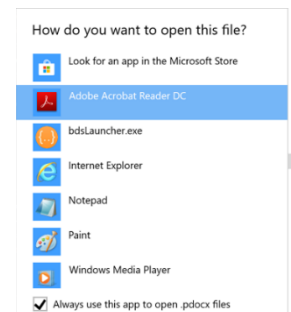 How do you want to open this file?
Look for an app in the Microsoft Store
Adobe Acrobat Reader DC
bdsLauncher.exe
Internet Explorer
Notepad
Paint
Windows Media Player
Always use this app to open .pdocx files